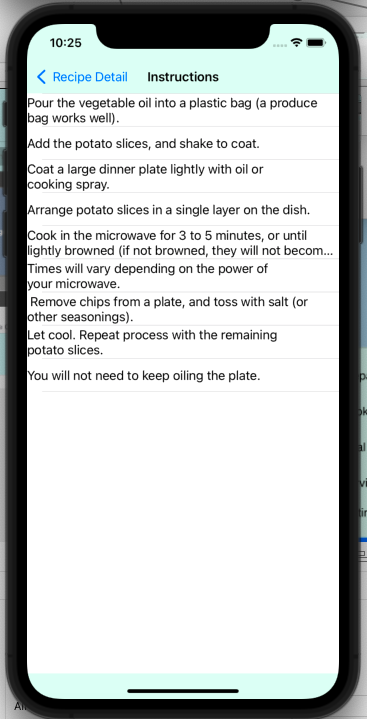 10:25
Recipe Detail Instructions
Pour the vegetable oil into a plastic bag (a produce
bag works well).
Add the potato slices, and shake to coat.
Coat a large dinner plate lightly with oil or
cooking spray.
Arrange potato slices in a single layer on the dish.
Cook in the microwave for 3 to 5 minutes, or until
lightly browned (if not browned, they will not becom...
Times will vary depending on the power of
your microwave.
Remove chips from a plate, and toss with salt (or
other seasonings).
Let cool. Repeat process with the remaining
potato slices.
You will not need to keep oiling the plate.